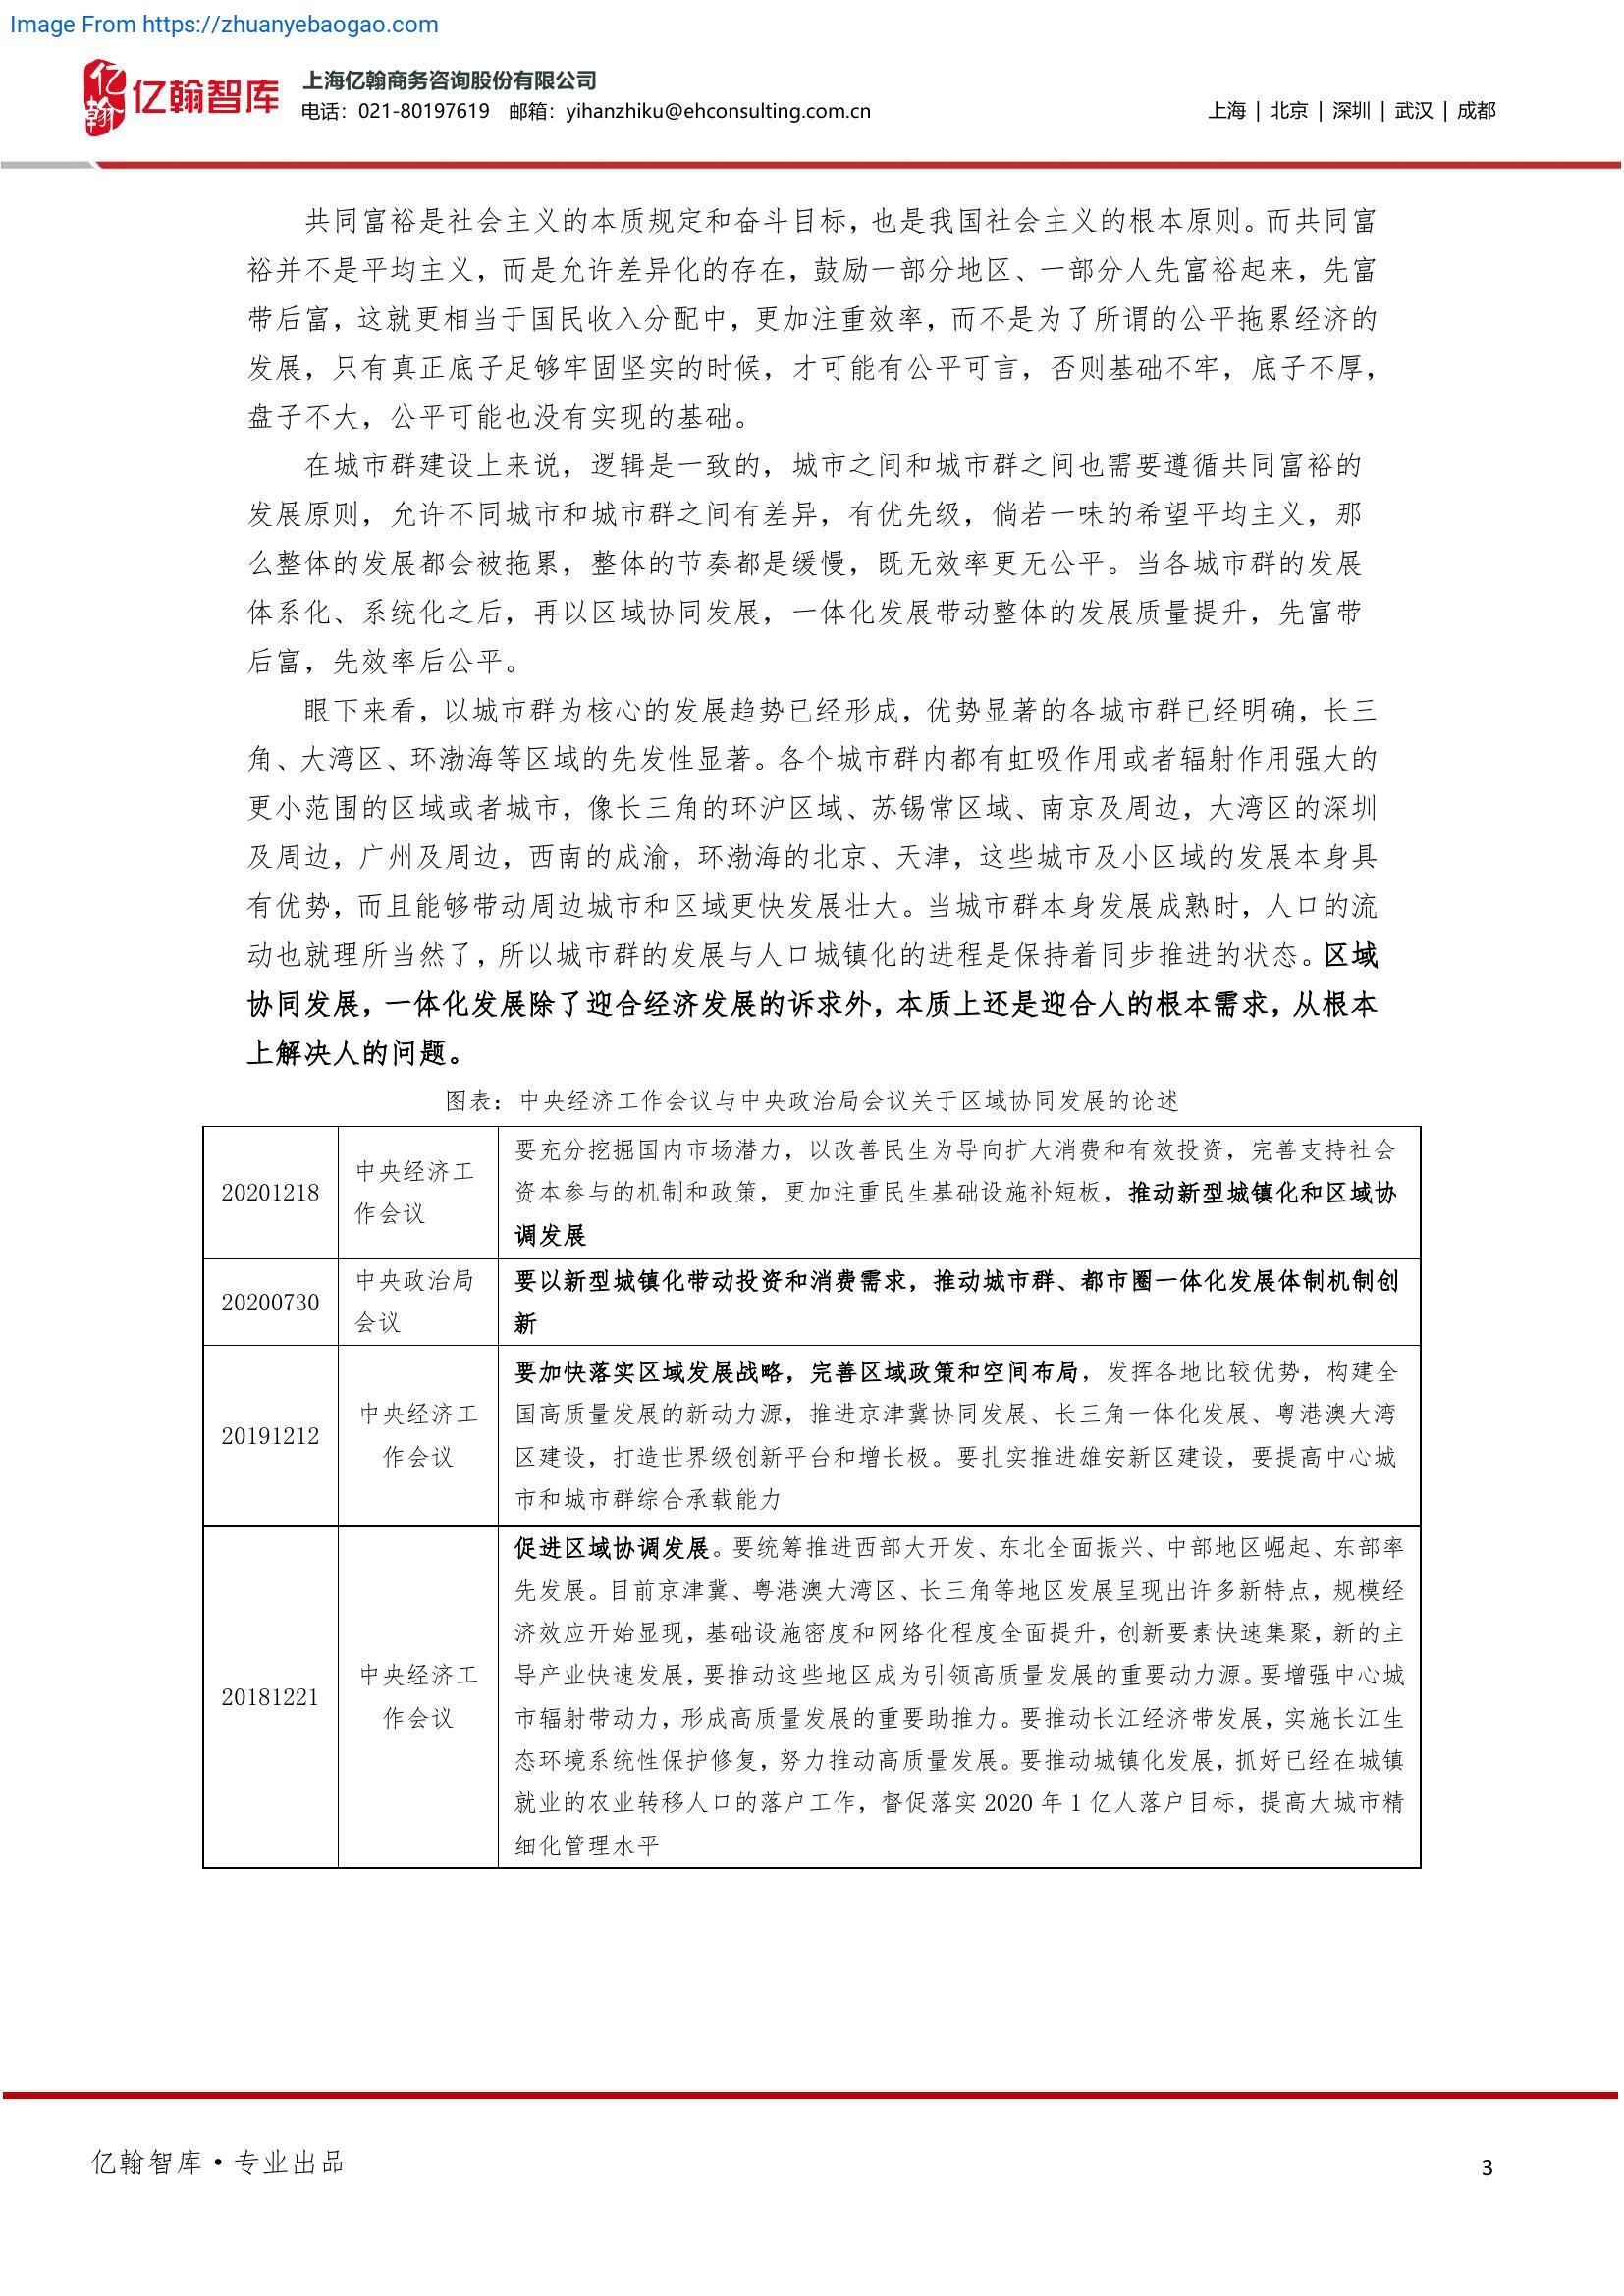 Image From https://zhuanyebaogao.com
亿翰
亿翰智库
上海亿翰商务咨询股份有限公司
电话：021-80197619 邮箱：yihanzhiku@ehconsulting.com.cn
上海 | 北京 | 深圳 | 武汉 | 成都
共同富裕是社会主义的本质规定和奋斗目标，也是我国社会主义的根本原则。而共同富
裕并不是平均主义，而是允许差异化的存在，鼓励一部分地区、一部分人先富裕起来，先富
带后富，这就更相当于国民收入分配中，更加注重效率，而不是为了所谓的公平拖累经济的
发展，只有真正底子足够牢固坚实的时候，才可能有公平可言，否则基础不牢，底子不厚，
盘子不大，公平可能也没有实现的基础。
在城市群建设上来说，逻辑是一致的，城市之间和城市群之间也需要遵循共同富裕的
发展原则，允许不同城市和城市群之间有差异，有优先级，倘若一味的希望平均主义，那
么整体的发展都会被拖累，整体的节奏都是缓慢，既无效率更无公平。当各城市群的发展
体系化、系统化之后，再以区域协同发展，一体化发展带动整体的发展质量提升，先富带
后富，先效率后公平。
眼下来看，以城市群为核心的发展趋势已经形成，优势显著的各城市群已经明确，长三
角、大湾区、环渤海等区域的先发性显著。各个城市群内都有虹吸作用或者辐射作用强大的
更小范围的区域或者城市，像长三角的环沪区域、苏锡常区域、南京及周边，大湾区的深圳
及周边，广州及周边，西南的成渝，环渤海的北京、天津，这些城市及小区域的发展本身具
有优势，而且能够带动周边城市和区域更快发展壮大。当城市群本身发展成熟时，人口的流
动也就理所当然了，所以城市群的发展与人口城镇化的进程是保持着同步推进的状态。区域
协同发展，一体化发展除了迎合经济发展的诉求外，本质上还是迎合人的根本需求，从根本
上解决人的问题。
图表：中央经济工作会议与中央政治局会议关于区域协同发展的论述
20201218
中央经济工
作会议
要充分挖掘国内市场潜力，以改善民生为导向扩大消费和有效投资，完善支持社会
资本参与的机制和政策，更加注重民生基础设施补短板，推动新型城镇化和区域协
调发展
20200730
中央政治局
会议
要以新型城镇化带动投资和消费需求，推动城市群、都市圈一体化发展体制机制创
新
20191212
中央经济工
作会议
要加快落实区域发展战略，完善区域政策和空间布局，发挥各地比较优势，构建全
国高质量发展的新动力源，推进京津冀协同发展、长三角一体化发展、粤港澳大湾
区建设，打造世界级创新平台和增长极。要扎实推进雄安新区建设，要提高中心城
市和城市群综合承载能力
20181221
中央经济工
作会议
促进区域协调发展。要统筹推进西部大开发、东北全面振兴、中部地区崛起、东部率
先发展。目前京津冀、粤港澳大湾区、长三角等地区发展呈现出许多新特点，规模经
济效应开始显现，基础设施密度和网络化程度全面提升，创新要素快速集聚，新的主
导产业快速发展，要推动这些地区成为引领高质量发展的重要动力源。要增强中心城
市辐射带动力，形成高质量发展的重要助推力。要推动长江经济带发展，实施长江生
态环境系统性保护修复，努力推动高质量发展。要推动城镇化发展，抓好已经在城镇
就业的农业转移人口的落户工作，督促落实 2020 年 1 亿人落户目标，提高大城市精
细化管理水平
亿翰智库•专业出品
3